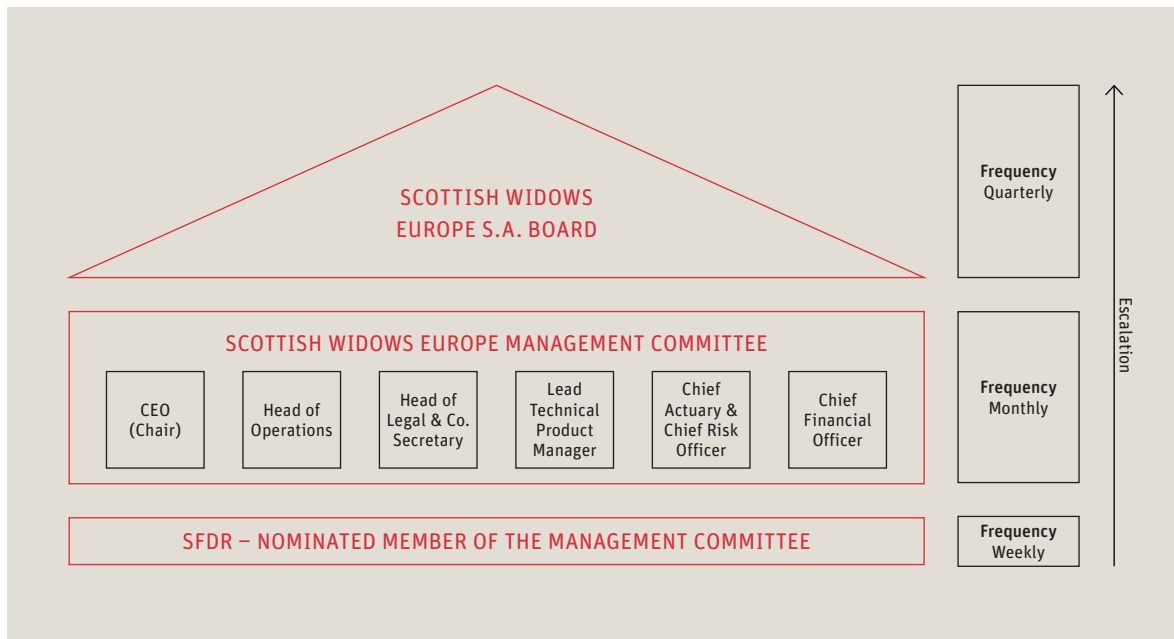 SCOTTISH WIDOWS
EUROPE S.A. BOARD
Frequency
Quarterly
Escalation
SCOTTISH WIDOWS EUROPE MANAGEMENT COMMITTEE
CEO
(Chair)
Head of
Operations
Head of
Legal & Co.
Secretary
Lead
Technical
Product
Manager
Chief
Actuary &
Chief Risk
Officer
Chief
Financial
Officer
Frequency
Monthly
SFDR – NOMINATED MEMBER OF THE MANAGEMENT COMMITTEE
Frequency
Weekly